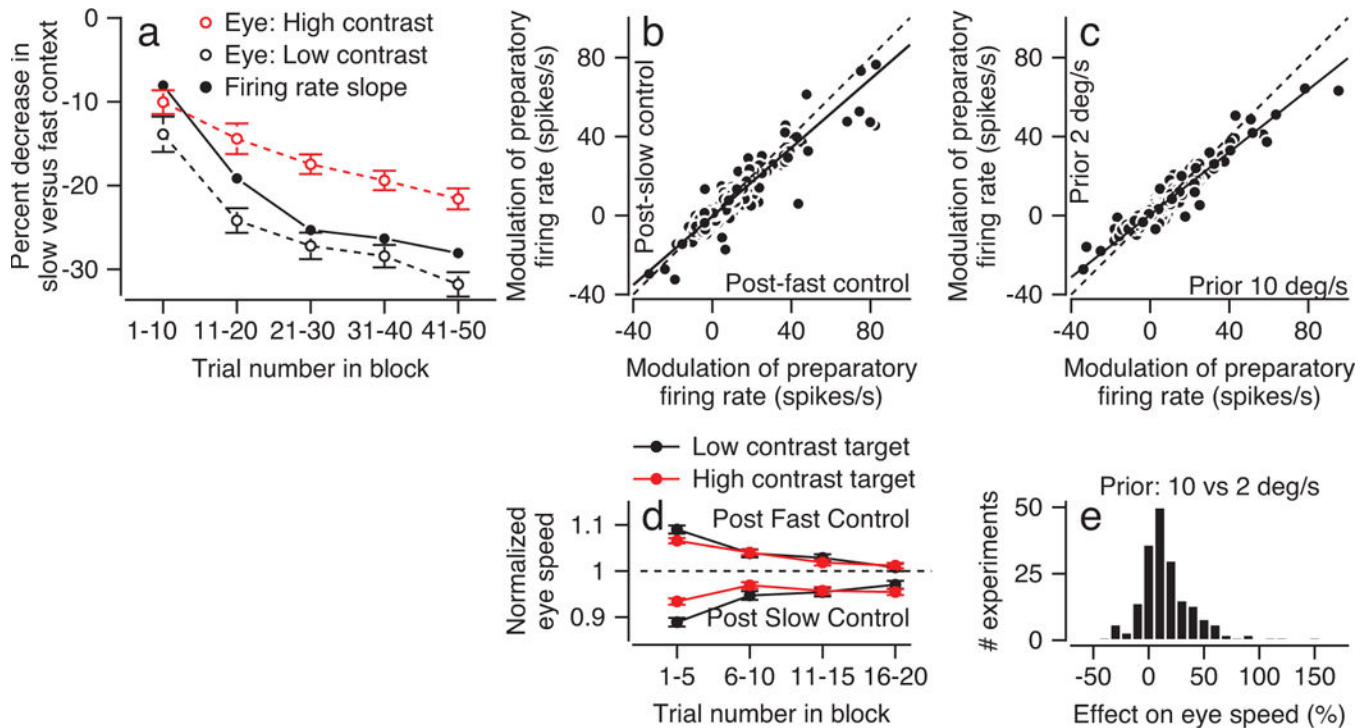 a
Eye: High contrast
Eye: Low contrast
Firing rate slope
Percent decrease in
slow versus fast context
0
-10
-20
-30
1-10
11-20
21-30
31-40
41-50
Trial number in block
b
Modulation of preparatory
firing rate (spikes/s)
Post-slow control
80
40
0
-40
Post-fast control
-40
0
40
80
Modulation of preparatory
firing rate (spikes/s)
c
Modulation of preparatory
firing rate (spikes/s)
Prior 2 deg/s
80
40
0
-40
Prior 10 deg/s
-40
0
40
80
Modulation of preparatory
firing rate (spikes/s)
Low contrast target
High contrast target
d
Post Fast Control
Normalized
eye speed
1.1
1
0.9
Post Slow Control
1-5
6-10
11-15
16-20
Trial number in block
Prior: 10 vs 2 deg/s
e
# experiments
50
25
0
-50
0
50
100
150
Effect on eye speed (%)